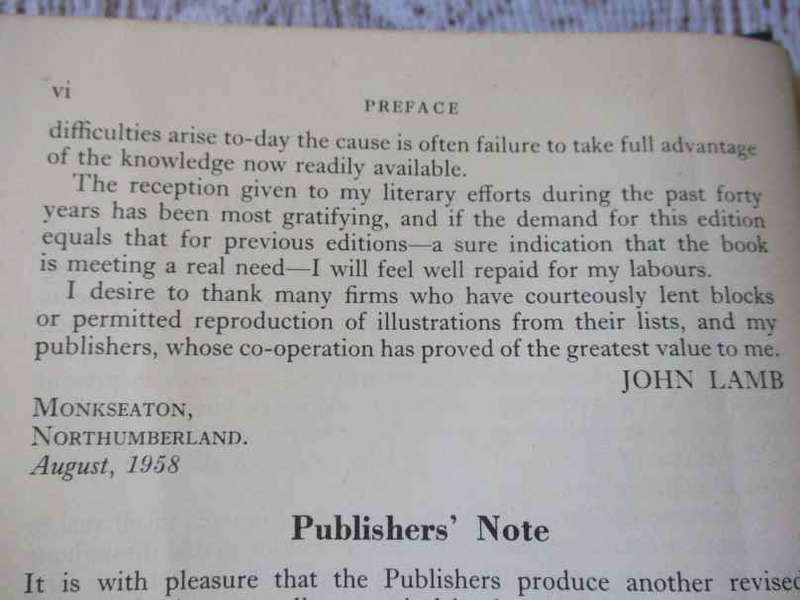 vi
PREFACE
difficulties arise to-day the cause is often failure to take full advantage
of the knowledge now readily available.
The reception given to my literary efforts during the past forty
years has been most gratifying, and if the demand for this edition
equals that for previous editions—a sure indication that the book
is meeting a real need—I will feel well repaid for my labours.
I desire to thank many firms who have courteously lent blocks
or permitted reproduction of illustrations from their lists, and my
publishers, whose co-operation has proved of the greatest value to me.
JOHN LAMB
MONKSEATON,
NORTHUMBERLAND.
August, 1958
Publishers' Note
It is with pleasure that the Publishers produce another revised